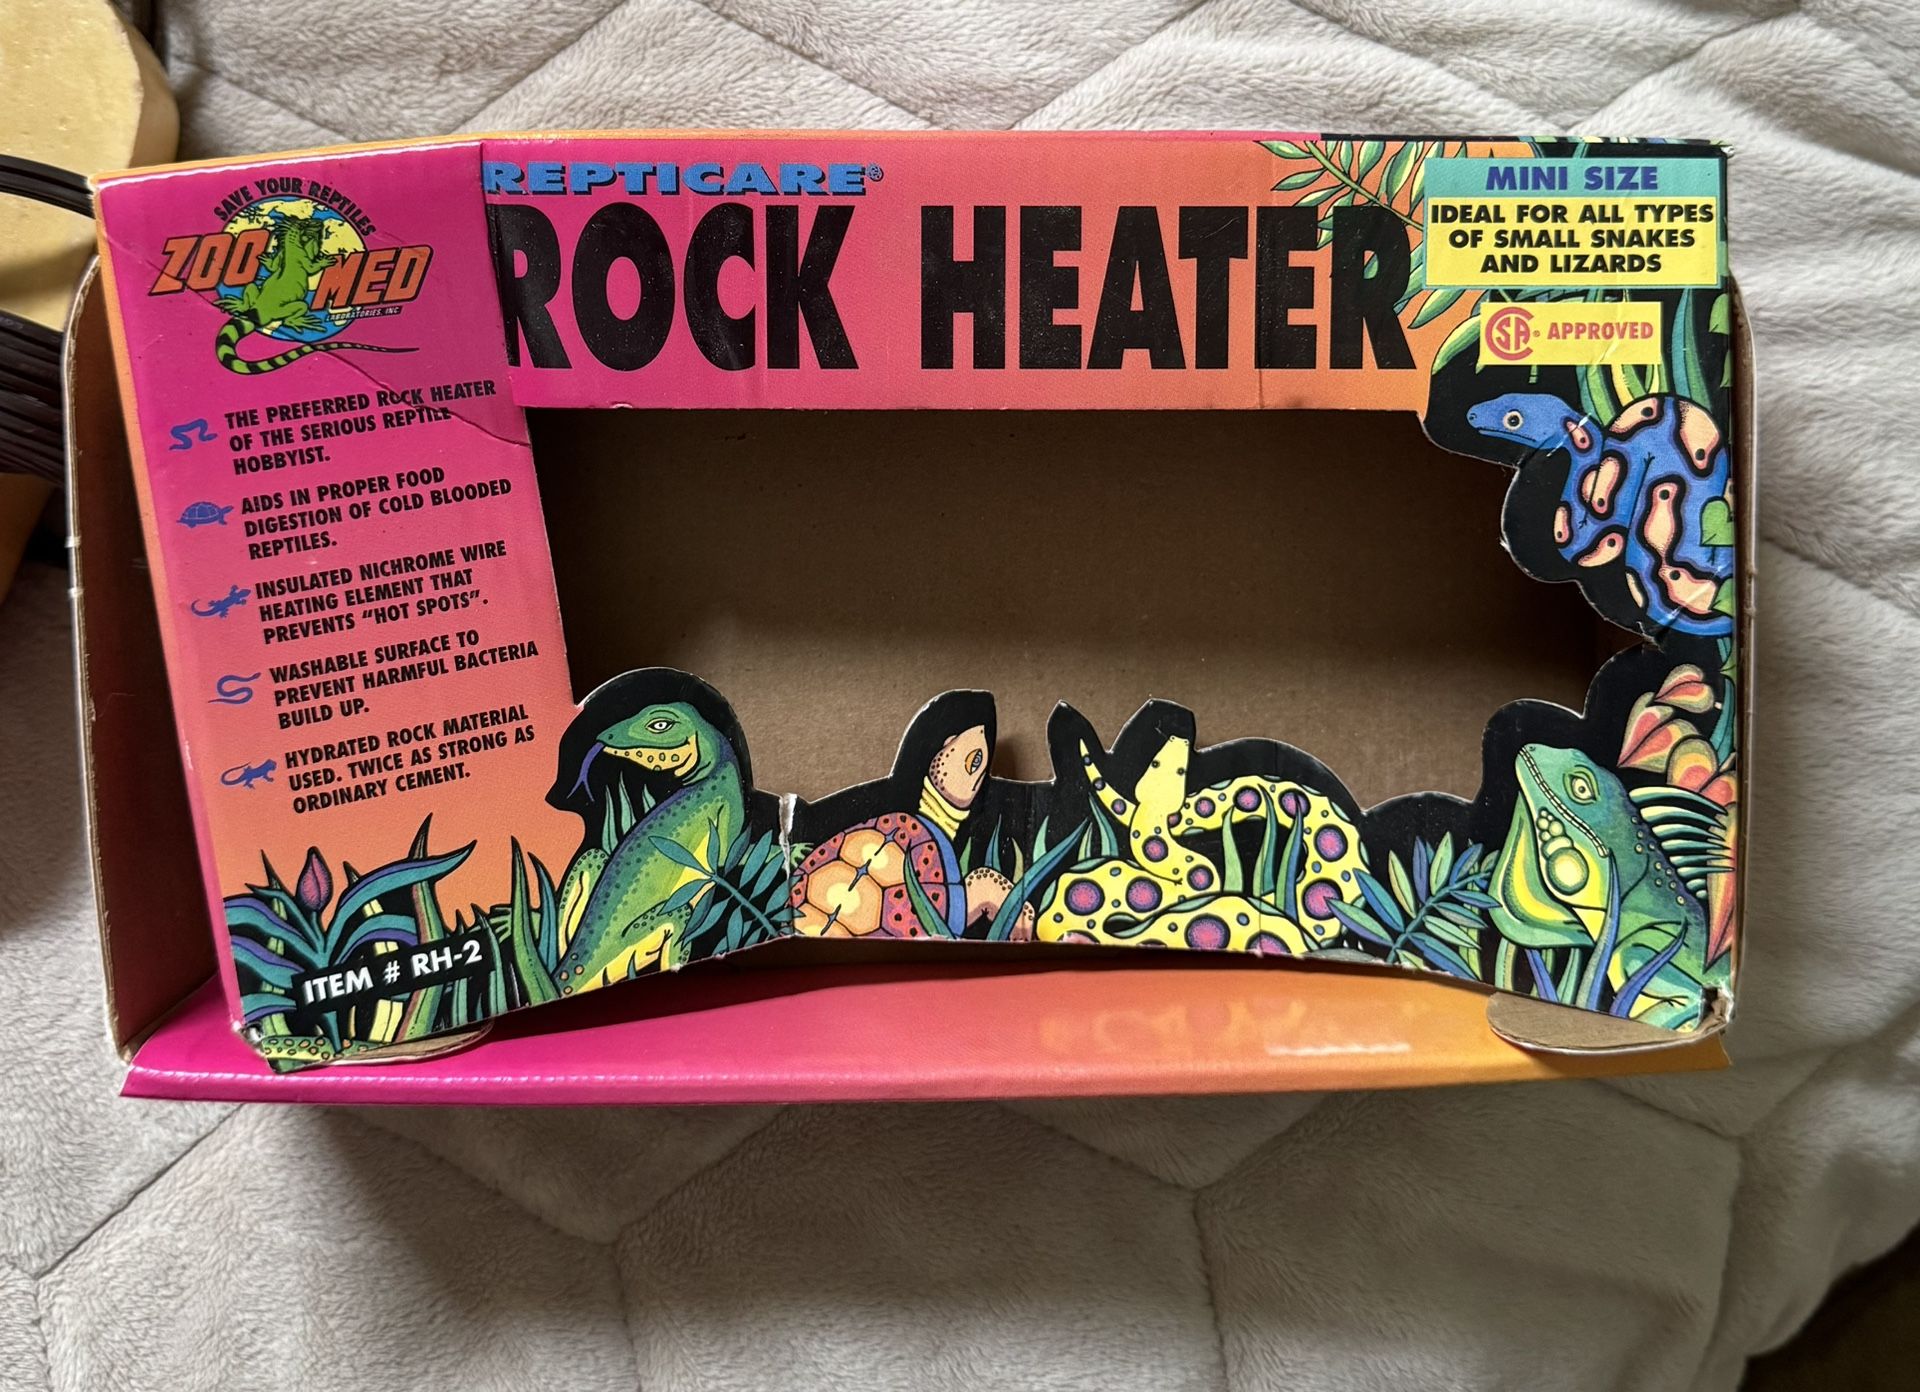 SAVE YOUR REPTILES
ZOO MED
LABORATORIES, INC
REPTICARE®
ROCK HEATER
MINI SIZE
IDEAL FOR ALL TYPES
OF SMALL SNAKES
AND LIZARDS
CSA® APPROVED
THE PREFERRED ROCK HEATER
OF THE SERIOUS REPTILE
HOBBYIST.
AIDS IN PROPER FOOD
DIGESTION OF COLD BLOODED
REPTILES.
INSULATED NICHROME WIRE
HEATING ELEMENT THAT
PREVENTS "HOT SPOTS".
WASHABLE SURFACE TO
PREVENT HARMFUL BACTERIA
BUILD UP.
HYDRATED ROCK MATERIAL
USED. TWICE AS STRONG AS
ORDINARY CEMENT.
ITEM # RH-2